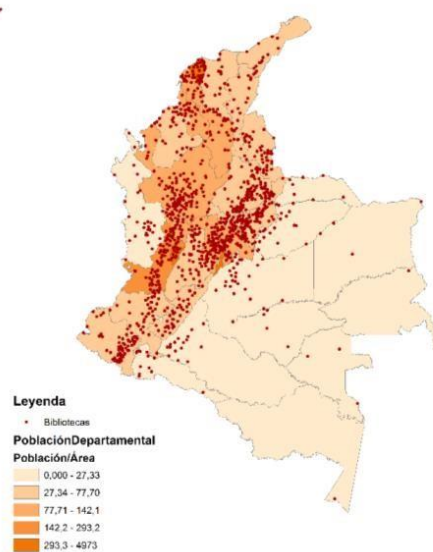 Leyenda
Bibliotecas
PoblaciónDepartamental
Población/Área
0,000 - 27,33
27,34 - 77,70
77,71 - 142,1
142,2 - 293,2
293,3 - 4973